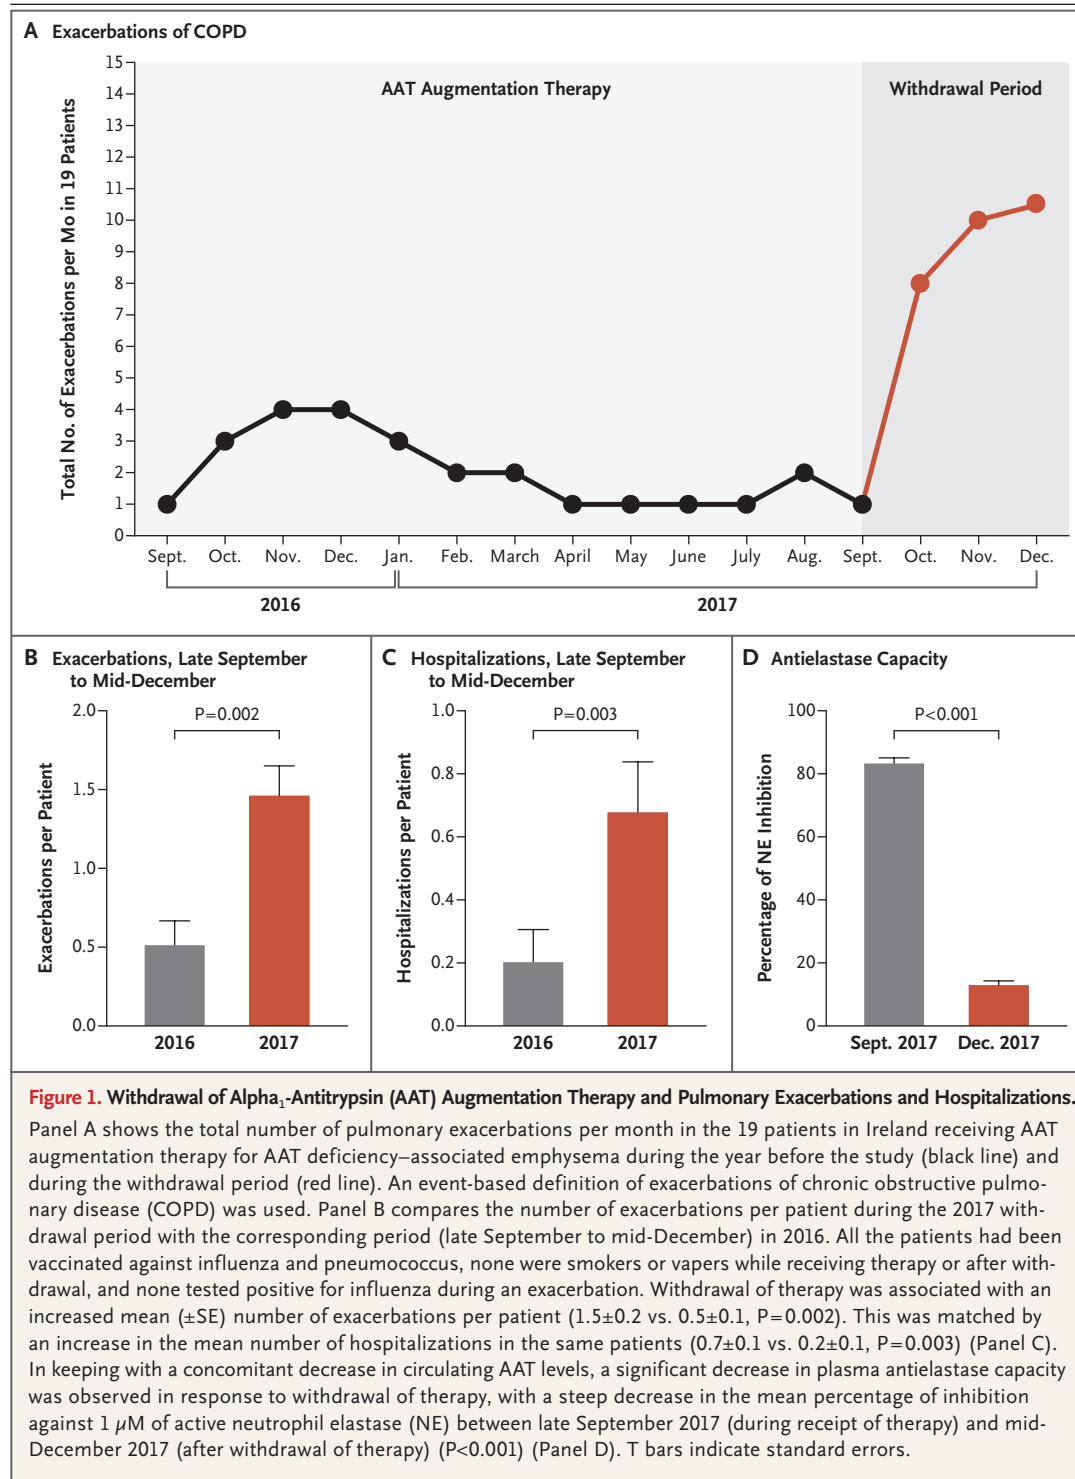 A Exacerbations of COPD
15
14
13
12
11
10
9
8
7
6
5
4
3
2
1
0
Total No. of Exacerbations per Mo in 19 Patients
AAT Augmentation Therapy
Withdrawal Period
Sept. Oct. Nov. Dec. Jan. Feb. March April May June July Aug. Sept. Oct. Nov. Dec.
2016 2017
B Exacerbations, Late September
to Mid-December
2.0
1.5
1.0
0.5
0.0
Exacerbations per Patient
P=0.002
2016 2017
C Hospitalizations, Late September
to Mid-December
1.0
0.8
0.6
0.4
0.2
0.0
Hospitalizations per Patient
P=0.003
2016 2017
D Antielastase Capacity
100
80
60
40
20
0
Percentage of NE Inhibition
P<0.001
Sept. 2017 Dec. 2017
Figure 1. Withdrawal of Alpha₁-Antitrypsin (AAT) Augmentation Therapy and Pulmonary Exacerbations and Hospitalizations.
Panel A shows the total number of pulmonary exacerbations per month in the 19 patients in Ireland receiving AAT
augmentation therapy for AAT deficiency–associated emphysema during the year before the study (black line) and
during the withdrawal period (red line). An event-based definition of exacerbations of chronic obstructive pulmo-
nary disease (COPD) was used. Panel B compares the number of exacerbations per patient during the 2017 with-
drawal period with the corresponding period (late September to mid-December) in 2016. All the patients had been
vaccinated against influenza and pneumococcus, none were smokers or vapers while receiving therapy or after with-
drawal, and none tested positive for influenza during an exacerbation. Withdrawal of therapy was associated with an
increased mean (±SE) number of exacerbations per patient (1.5±0.2 vs. 0.5±0.1, P=0.002). This was matched by
an increase in the mean number of hospitalizations in the same patients (0.7±0.1 vs. 0.2±0.1, P=0.003) (Panel C).
In keeping with a concomitant decrease in circulating AAT levels, a significant decrease in plasma antielastase capacity
was observed in response to withdrawal of therapy, with a steep decrease in the mean percentage of inhibition
against 1 µM of active neutrophil elastase (NE) between late September 2017 (during receipt of therapy) and mid-
December 2017 (after withdrawal of therapy) (P<0.001) (Panel D). T bars indicate standard errors.